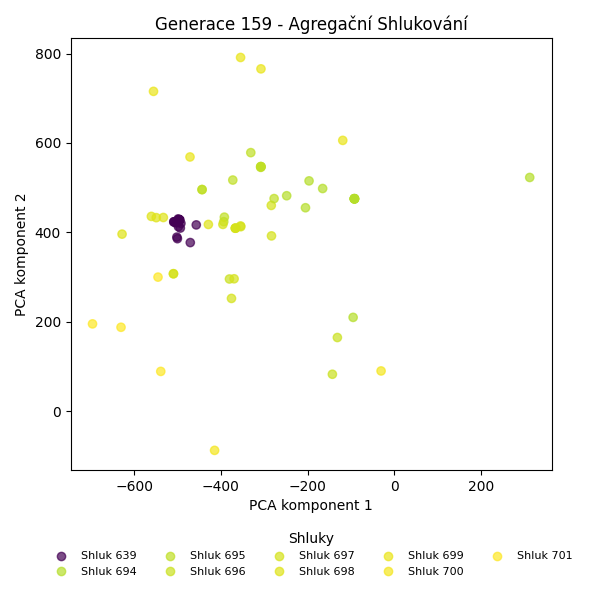 Generace 159 - Agregační Shlukování
800
600
400
200
0
PCA komponent 2
−600 −400 −200 0 200
PCA komponent 1
Shluky
Shluk 639 Shluk 695 Shluk 697 Shluk 699 Shluk 701
Shluk 694 Shluk 696 Shluk 698 Shluk 700